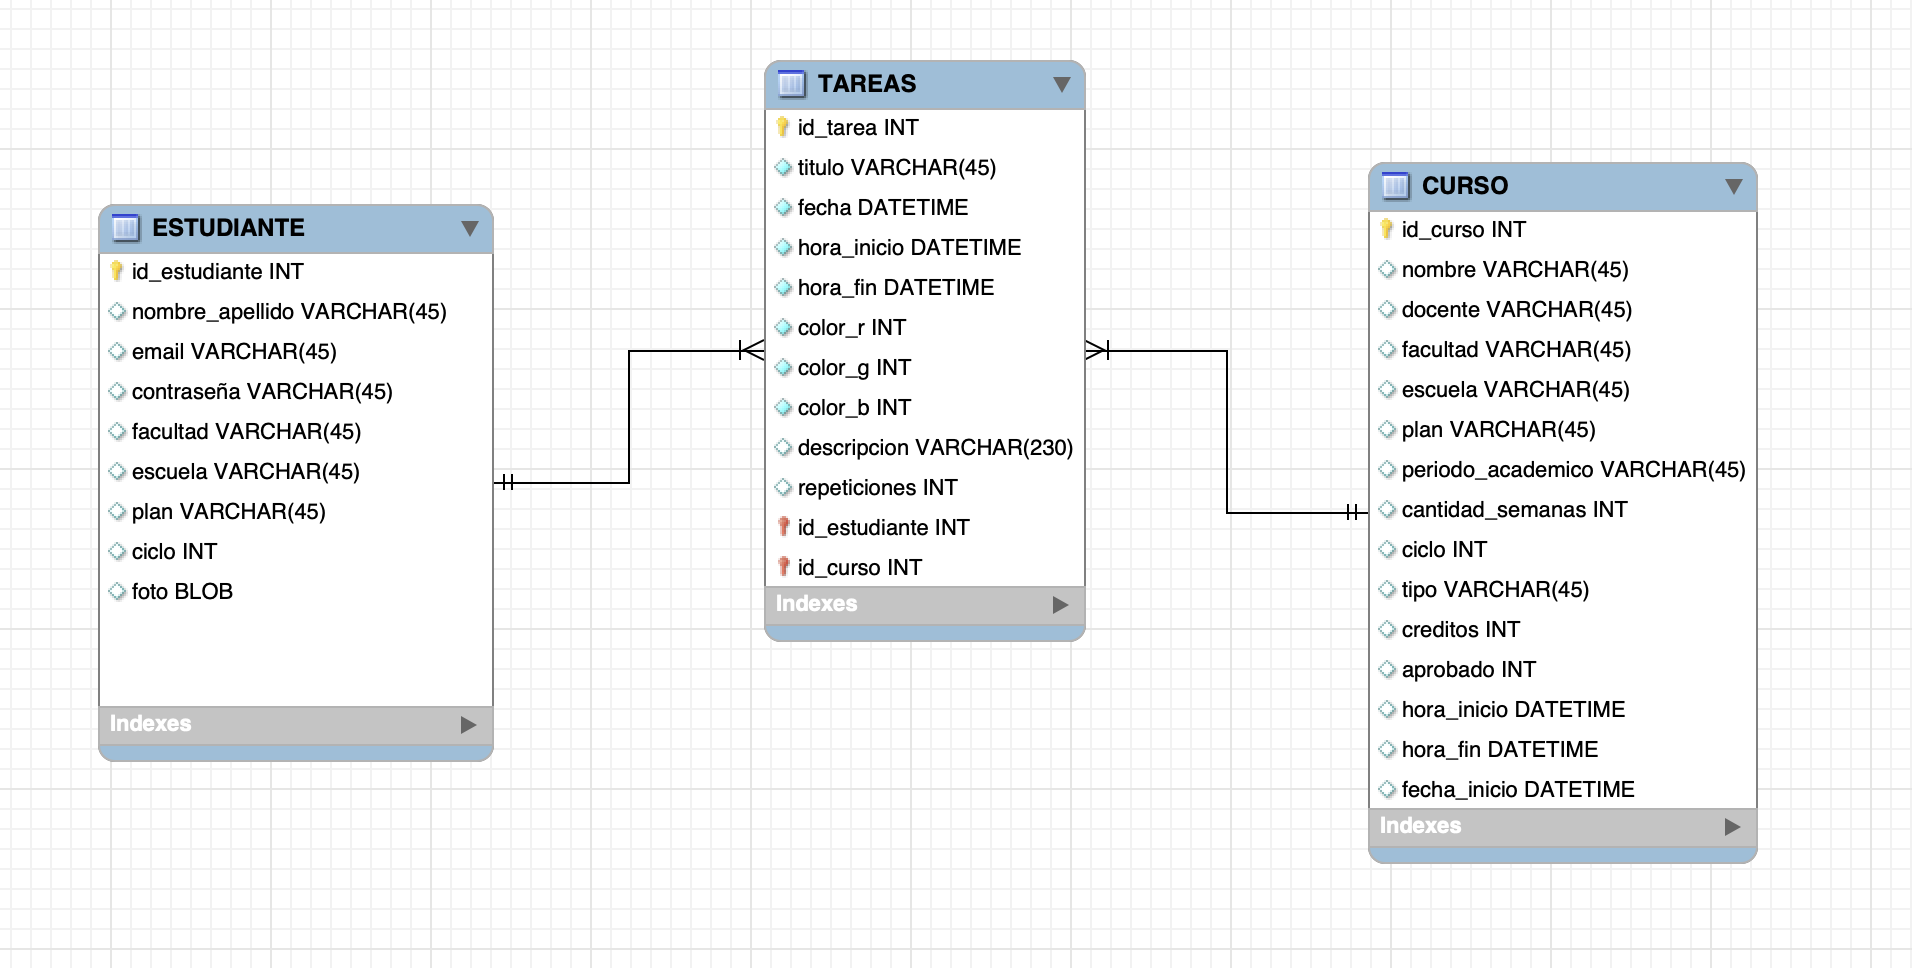 ESTUDIANTE
id_estudiante INT
nombre_apellido VARCHAR(45)
email VARCHAR(45)
contraseña VARCHAR(45)
facultad VARCHAR(45)
escuela VARCHAR(45)
plan VARCHAR(45)
ciclo INT
foto BLOB
Indexes
TAREAS
id_tarea INT
titulo VARCHAR(45)
fecha DATETIME
hora_inicio DATETIME
hora_fin DATETIME
color_r INT
color_g INT
color_b INT
descripcion VARCHAR(230)
repeticiones INT
id_estudiante INT
id_curso INT
Indexes
CURSO
id_curso INT
nombre VARCHAR(45)
docente VARCHAR(45)
facultad VARCHAR(45)
escuela VARCHAR(45)
plan VARCHAR(45)
periodo_academico VARCHAR(45)
cantidad_semanas INT
ciclo INT
tipo VARCHAR(45)
creditos INT
aprobado INT
hora_inicio DATETIME
hora_fin DATETIME
fecha_inicio DATETIME
Indexes